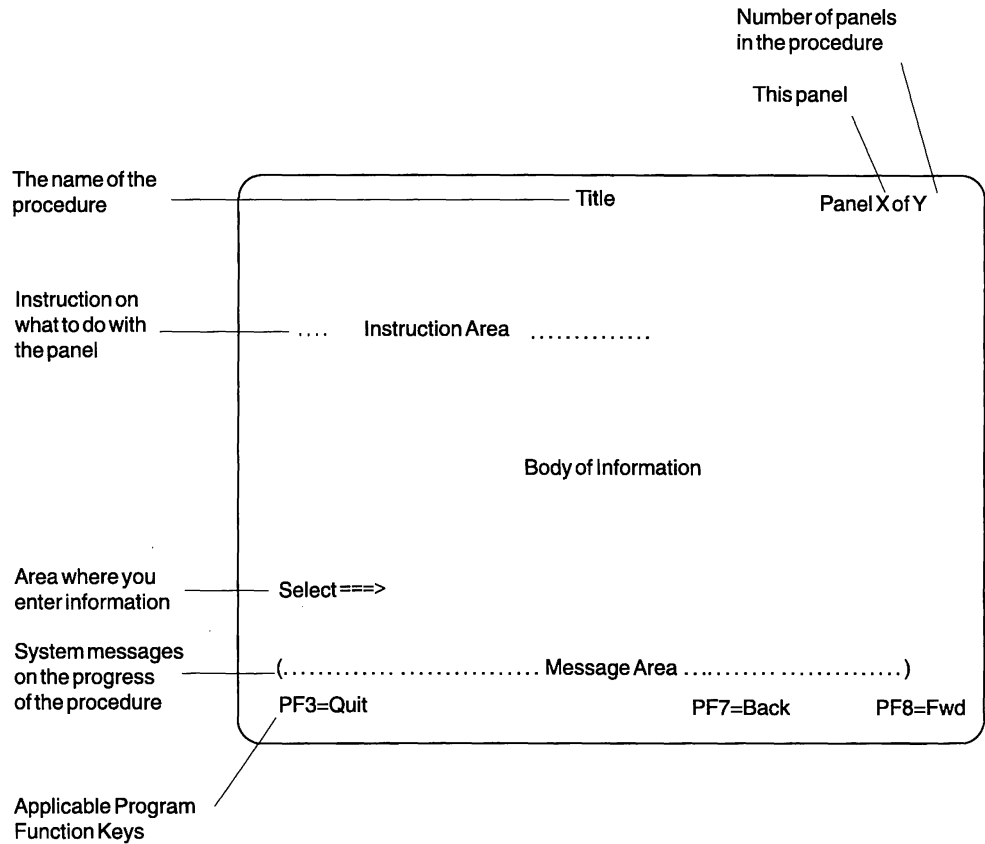 Number of panels
in the procedure
This panel
The name of the
procedure
Title
Panel X of Y
Instruction on
what to do with
the panel
.... Instruction Area ..............
Body of Information
Area where you
enter information
Select ===>
System messages
on the progress
of the procedure
(............................ Message Area .........................)
PF3=Quit PF7=Back PF8=Fwd
Applicable Program
Function Keys